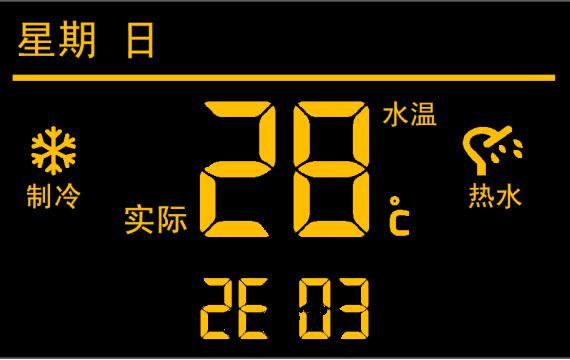 星期 日
水温
制冷
热水
实际 28 ℃
2E 03